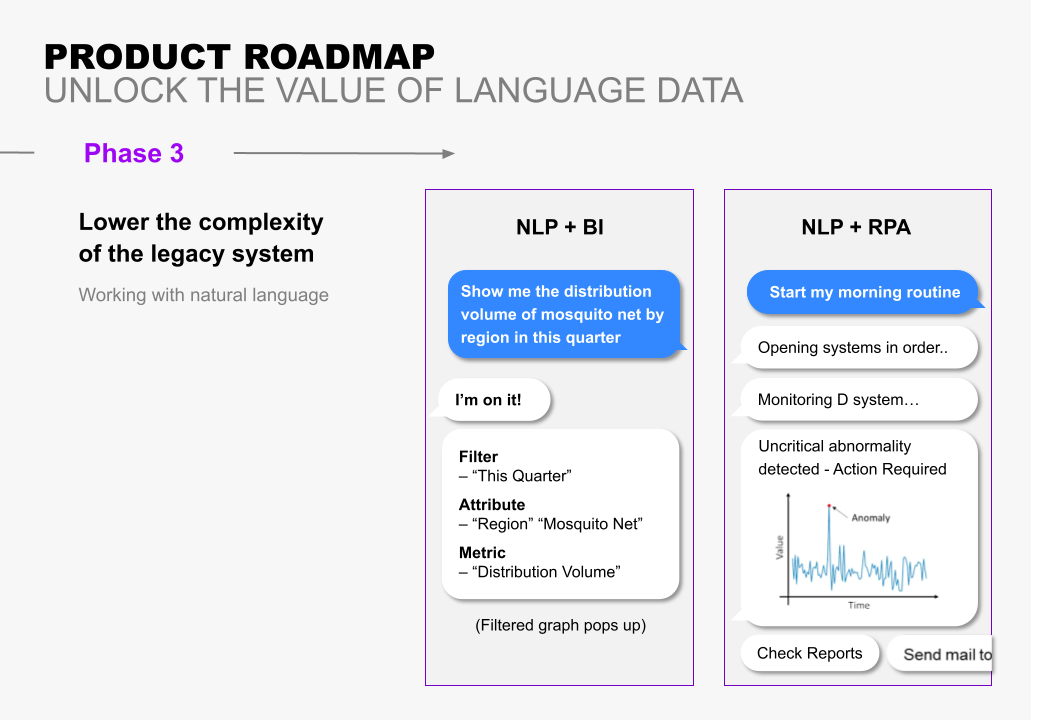 PRODUCT ROADMAP
UNLOCK THE VALUE OF LANGUAGE DATA
Phase 3
Lower the complexity
of the legacy system
Working with natural language
NLP + BI
Show me the distribution
volume of mosquito net by
region in this quarter
I’m on it!
Filter
– “This Quarter”
Attribute
– “Region” “Mosquito Net”
Metric
– “Distribution Volume”
(Filtered graph pops up)
NLP + RPA
Start my morning routine
Opening systems in order..
Monitoring D system…
Uncritical abnormality
detected - Action Required
Anomaly
Value
Time
Check Reports
Send mail to